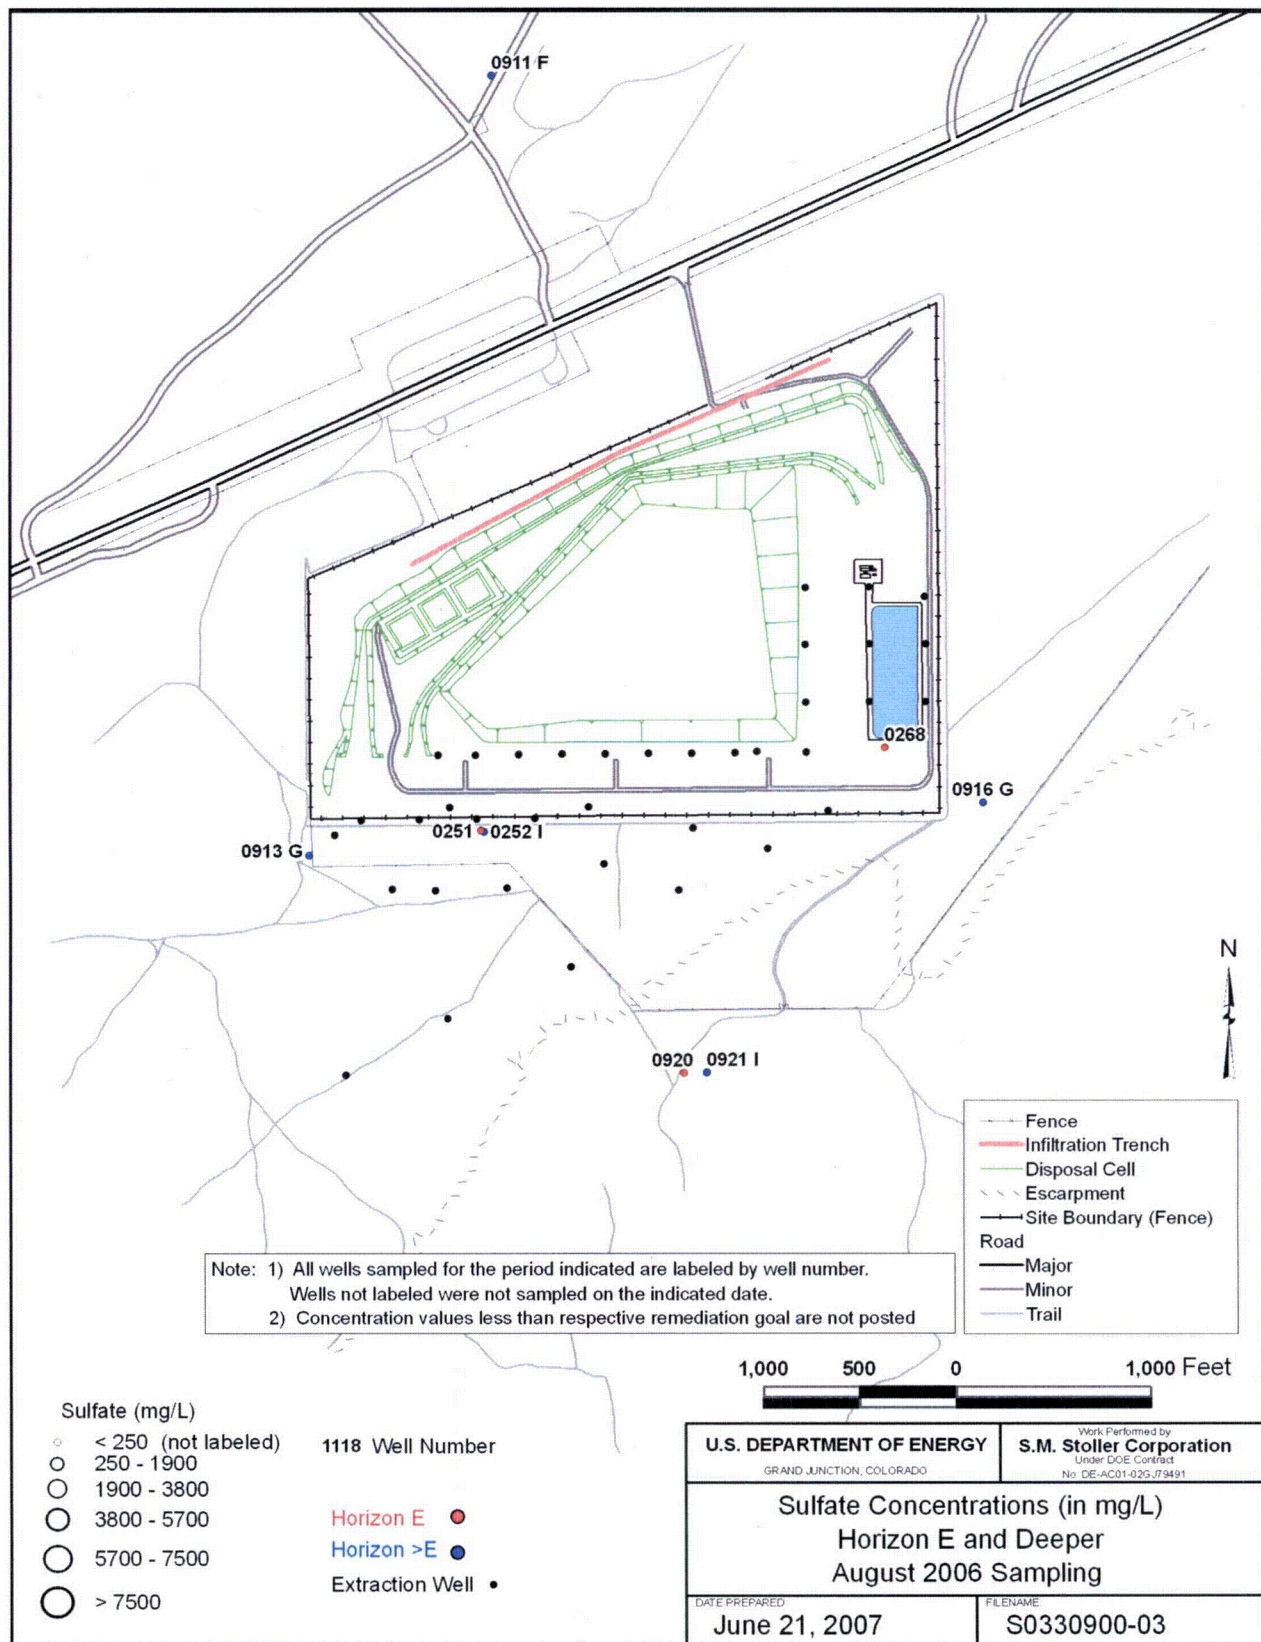 0911 F
0268
0916 G
0251
0252 I
0913 G
N
0920
0921 I
Fence
Infiltration Trench
Disposal Cell
Escarpment
Site Boundary (Fence)
Road
Major
Minor
Trail
Note: 1) All wells sampled for the period indicated are labeled by well number.
Wells not labeled were not sampled on the indicated date.
2) Concentration values less than respective remediation goal are not posted
1,000 500 0 1,000 Feet
Sulfate (mg/L)
< 250 (not labeled)
250 - 1900
1900 - 3800
3800 - 5700
5700 - 7500
> 7500
1118 Well Number
Horizon E
Horizon >E
Extraction Well
U.S. DEPARTMENT OF ENERGY
GRAND JUNCTION, COLORADO
Work Performed by
S.M. Stoller Corporation
Under DOE Contract
No. DE-AC01-02GJ79491
Sulfate Concentrations (in mg/L)
Horizon E and Deeper
August 2006 Sampling
DATE PREPARED
June 21, 2007
FILENAME
S0330900-03